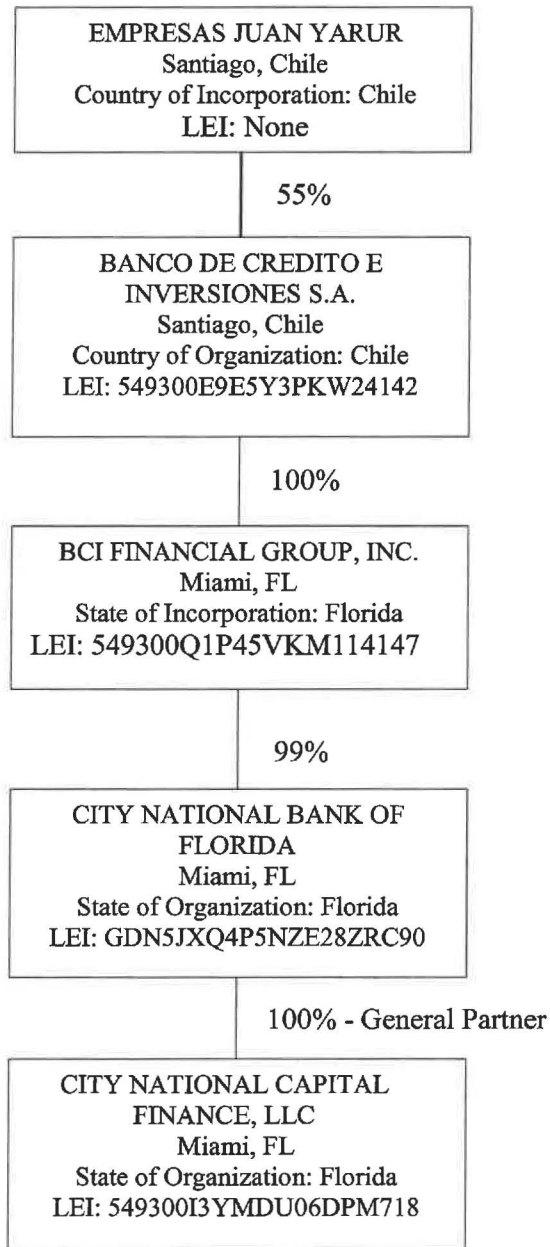 EMPRESAS JUAN YARUR
Santiago, Chile
Country of Incorporation: Chile
LEI: None
55%
BANCO DE CREDITO E
INVERSIONES S.A.
Santiago, Chile
Country of Organization: Chile
LEI: 549300E9E5Y3PKW24142
100%
BCI FINANCIAL GROUP, INC.
Miami, FL
State of Incorporation: Florida
LEI: 549300Q1P45VKM114147
99%
CITY NATIONAL BANK OF
FLORIDA
Miami, FL
State of Organization: Florida
LEI: GDN5JXQ4P5NZE28ZRC90
100% - General Partner
CITY NATIONAL CAPITAL
FINANCE, LLC
Miami, FL
State of Organization: Florida
LEI: 549300I3YMDU06DPM718